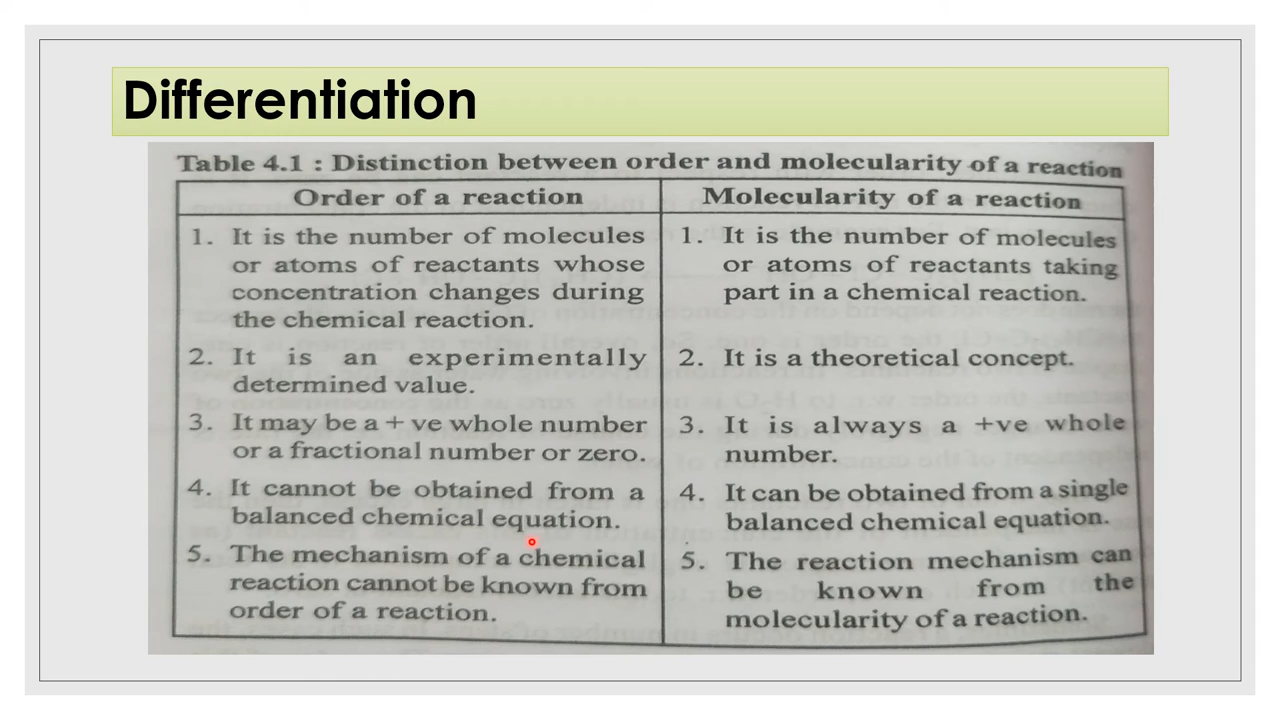 Differentiation
Table 4.1 : Distinction between order and molecularity of a reaction
Order of a reaction
1. It is the number of molecules
or atoms of reactants whose
concentration changes during
the chemical reaction.
2. It is an experimentally
determined value.
3. It may be a +ve whole number
or a fractional number or zero.
4. It cannot be obtained from a
balanced chemical equation.
5. The mechanism of a chemical
reaction cannot be known from
order of a reaction.
Molecularity of a reaction
1. It is the number of molecules
or atoms of reactants taking
part in a chemical reaction.
2. It is a theoretical concept.
3. It is always a +ve whole
number.
4. It can be obtained from a single
balanced chemical equation.
5. The reaction mechanism can
be known from the
molecularity of a reaction.